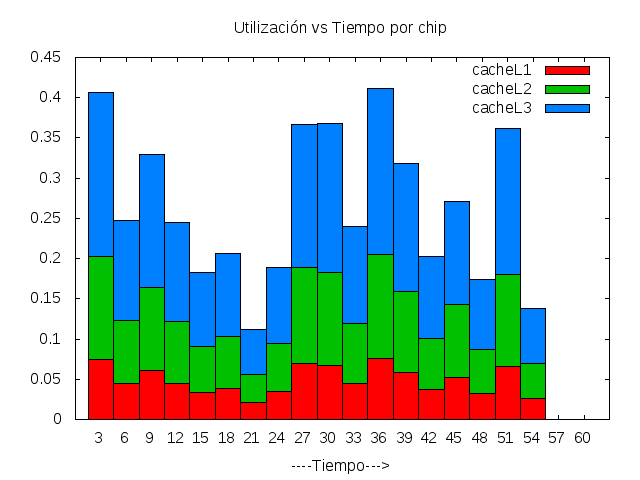 Utilización vs Tiempo por chip
0.45
0.4
0.35
0.3
0.25
0.2
0.15
0.1
0.05
0
cacheL1
cacheL2
cacheL3
3 6 9 12 15 18 21 24 27 30 33 36 39 42 45 48 51 54 57 60
----Tiempo--->